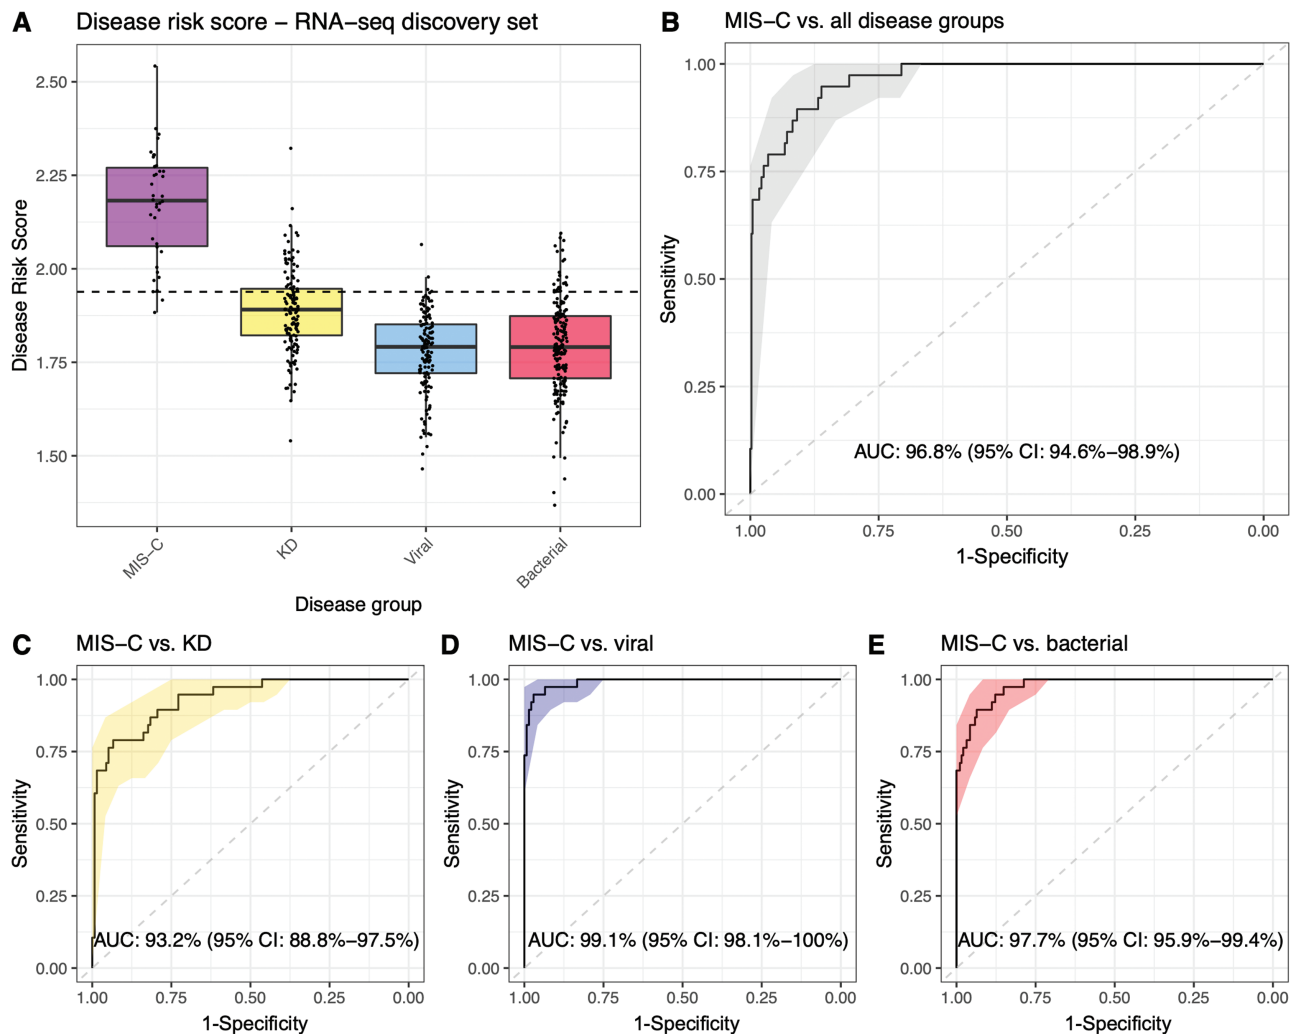 A
Disease risk score – RNA–seq discovery set
Disease Risk Score
2.50
2.25
2.00
1.75
1.50
MIS–C
KD
Viral
Bacterial
Disease group
B
MIS–C vs. all disease groups
Sensitivity
1.00
0.75
0.50
0.25
0.00
AUC: 96.8% (95% CI: 94.6%–98.9%)
1.00 0.75 0.50 0.25 0.00
1-Specificity
C
MIS–C vs. KD
Sensitivity
1.00
0.75
0.50
0.25
0.00
AUC: 93.2% (95% CI: 88.8%–97.5%)
1.00 0.75 0.50 0.25 0.00
1-Specificity
D
MIS–C vs. viral
Sensitivity
1.00
0.75
0.50
0.25
0.00
AUC: 99.1% (95% CI: 98.1%–100%)
1.00 0.75 0.50 0.25 0.00
1-Specificity
E
MIS–C vs. bacterial
Sensitivity
1.00
0.75
0.50
0.25
0.00
AUC: 97.7% (95% CI: 95.9%–99.4%)
1.00 0.75 0.50 0.25 0.00
1-Specificity